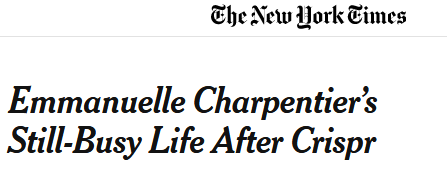 The New York Times
Emmanuelle Charpentier’s
Still-Busy Life After Crispr